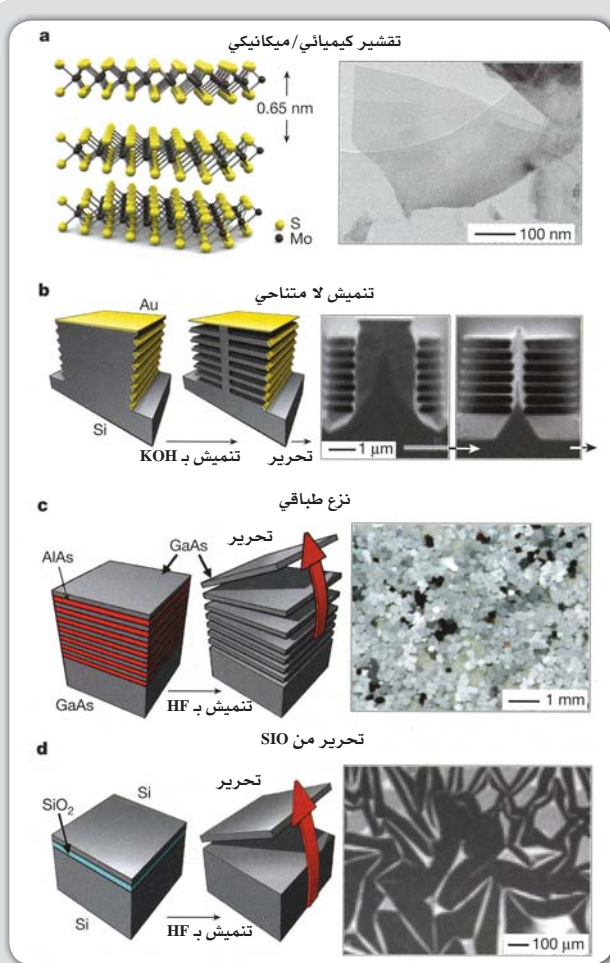 a
تقشير كيميائي/ميكانيكي
0.65 nm
S
Mo
100 nm
b
تنميش لا متناحي
Au
Si
تنميش بـ KOH
تحرير
1 µm
c
نزع طباقي
AlAs
GaAs
تحرير
GaAs
تنميش بـ HF
1 mm
تحرير من SIO
d
تحرير
Si
SiO₂
Si
تنميش بـ HF
100 µm